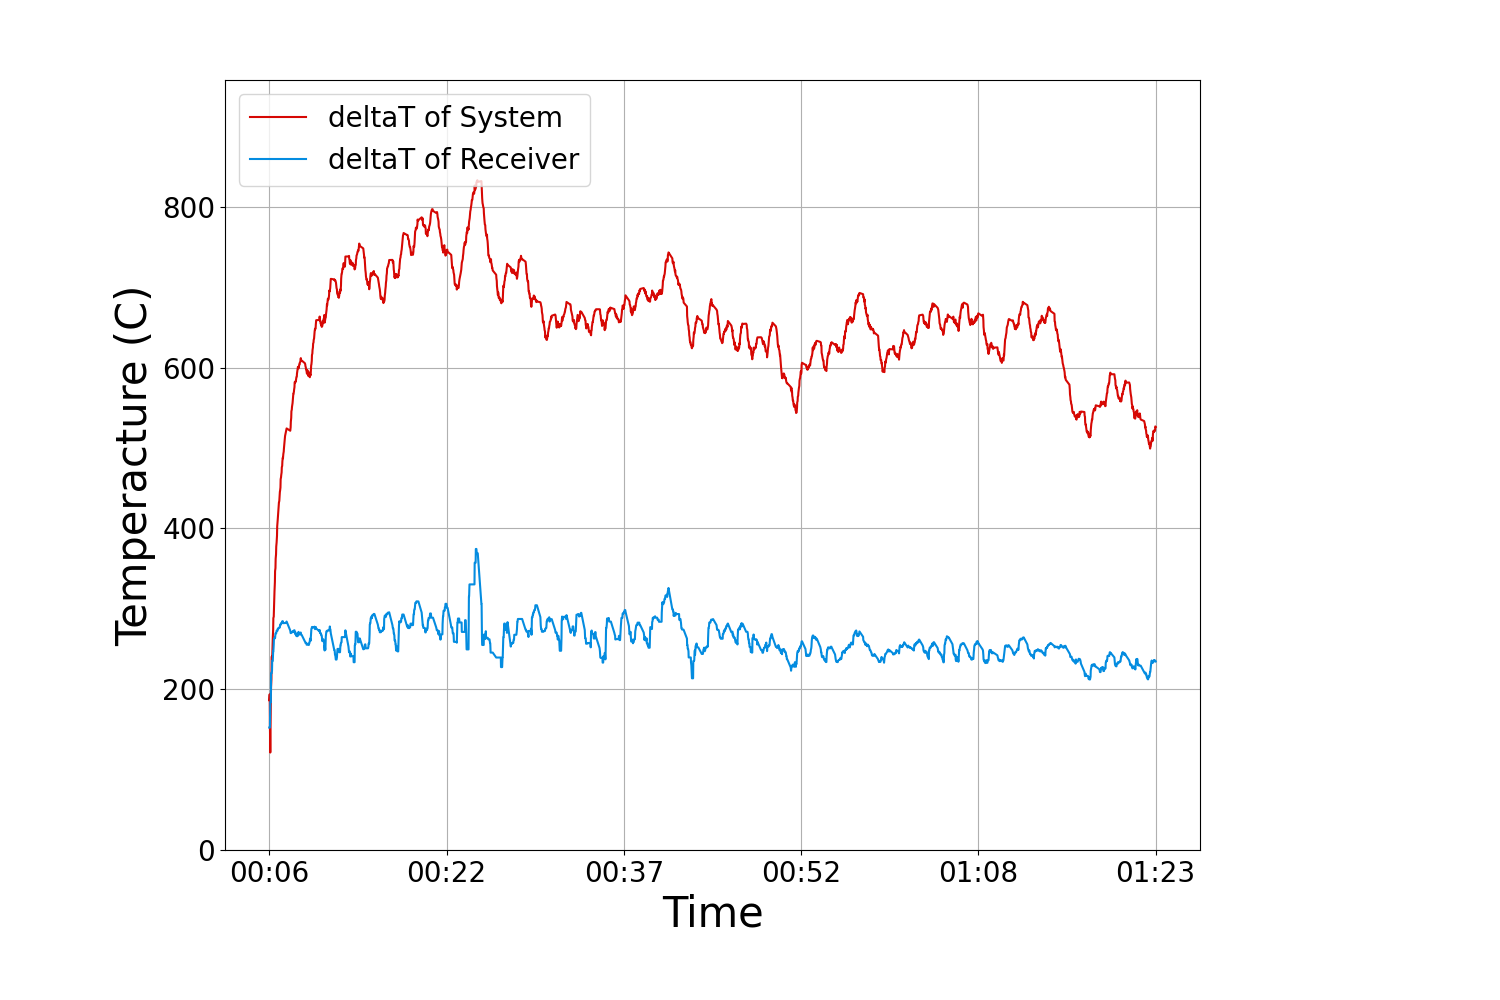 deltaT of System
deltaT of Receiver
Temperacture (C)
800
600
400
200
0
00:06 00:22 00:37 00:52 01:08 01:23
Time